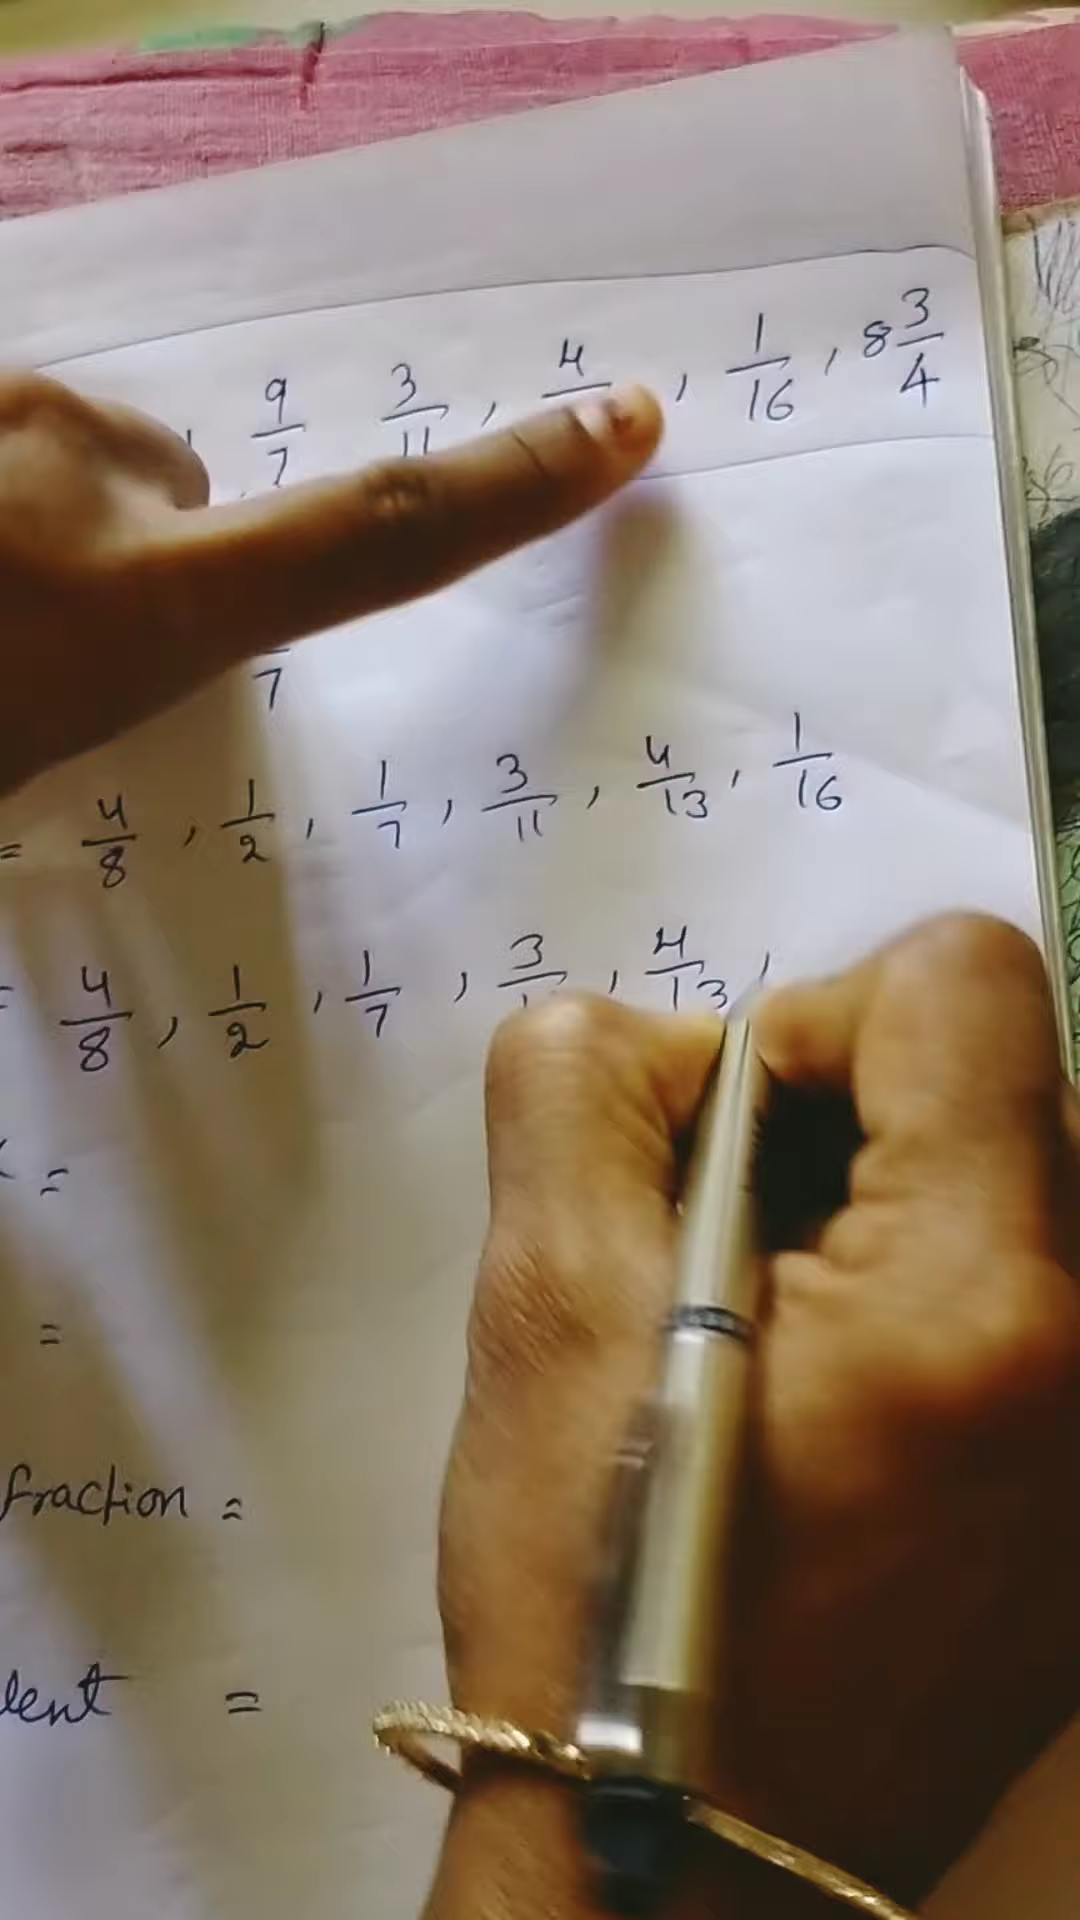 , 9/7 3/11, 4/ , 1/16, 8 3/4
/7
= 4/8, 1/2, 1/7, 3/11, 4/13, 1/16
= 4/8, 1/2, 1/7, 3/, 4/13,
=
=
fraction =
lent =